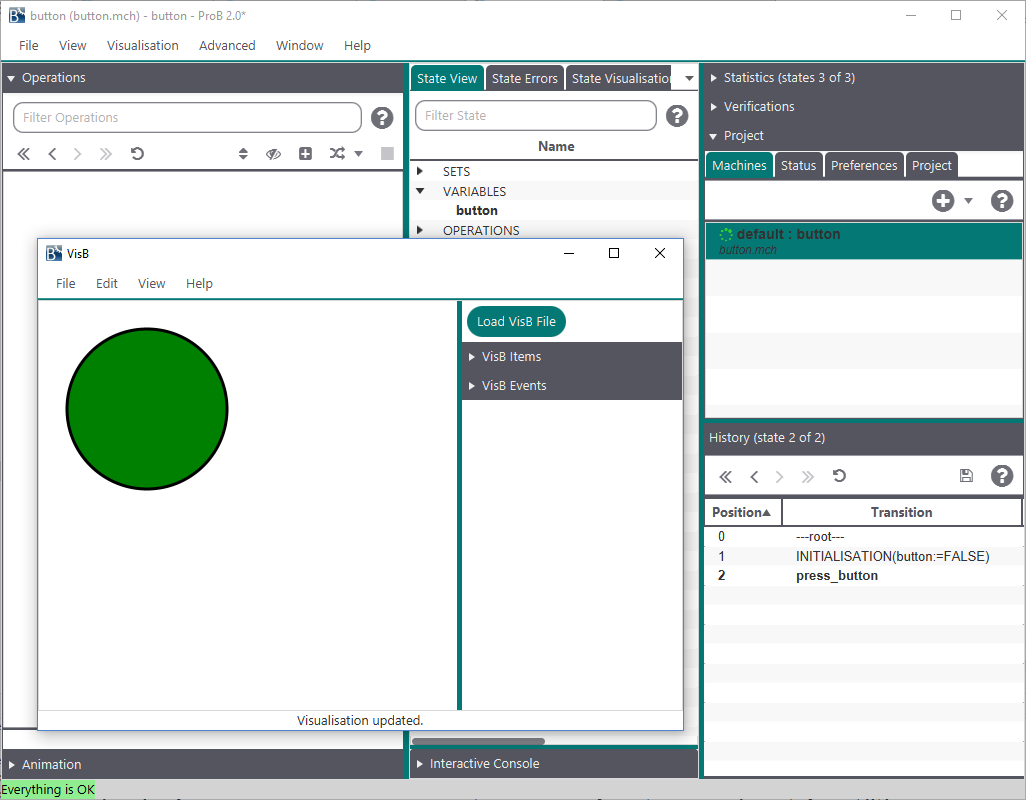 button (button.mch) - button - ProB 2.0*
File View Visualisation Advanced Window Help
Operations
Filter Operations
State View State Errors State Visualisation
Filter State
Name
SETS
VARIABLES
button
OPERATIONS
Statistics (states 3 of 3)
Verifications
Project
Machines Status Preferences Project
default : button
button.mch
VisB
File Edit View Help
Load VisB File
VisB Items
VisB Events
Visualisation updated.
History (state 2 of 2)
Position Transition
0 ---root---
1 INITIALISATION(button:=FALSE)
2 press_button
Animation
Interactive Console
Everything is OK